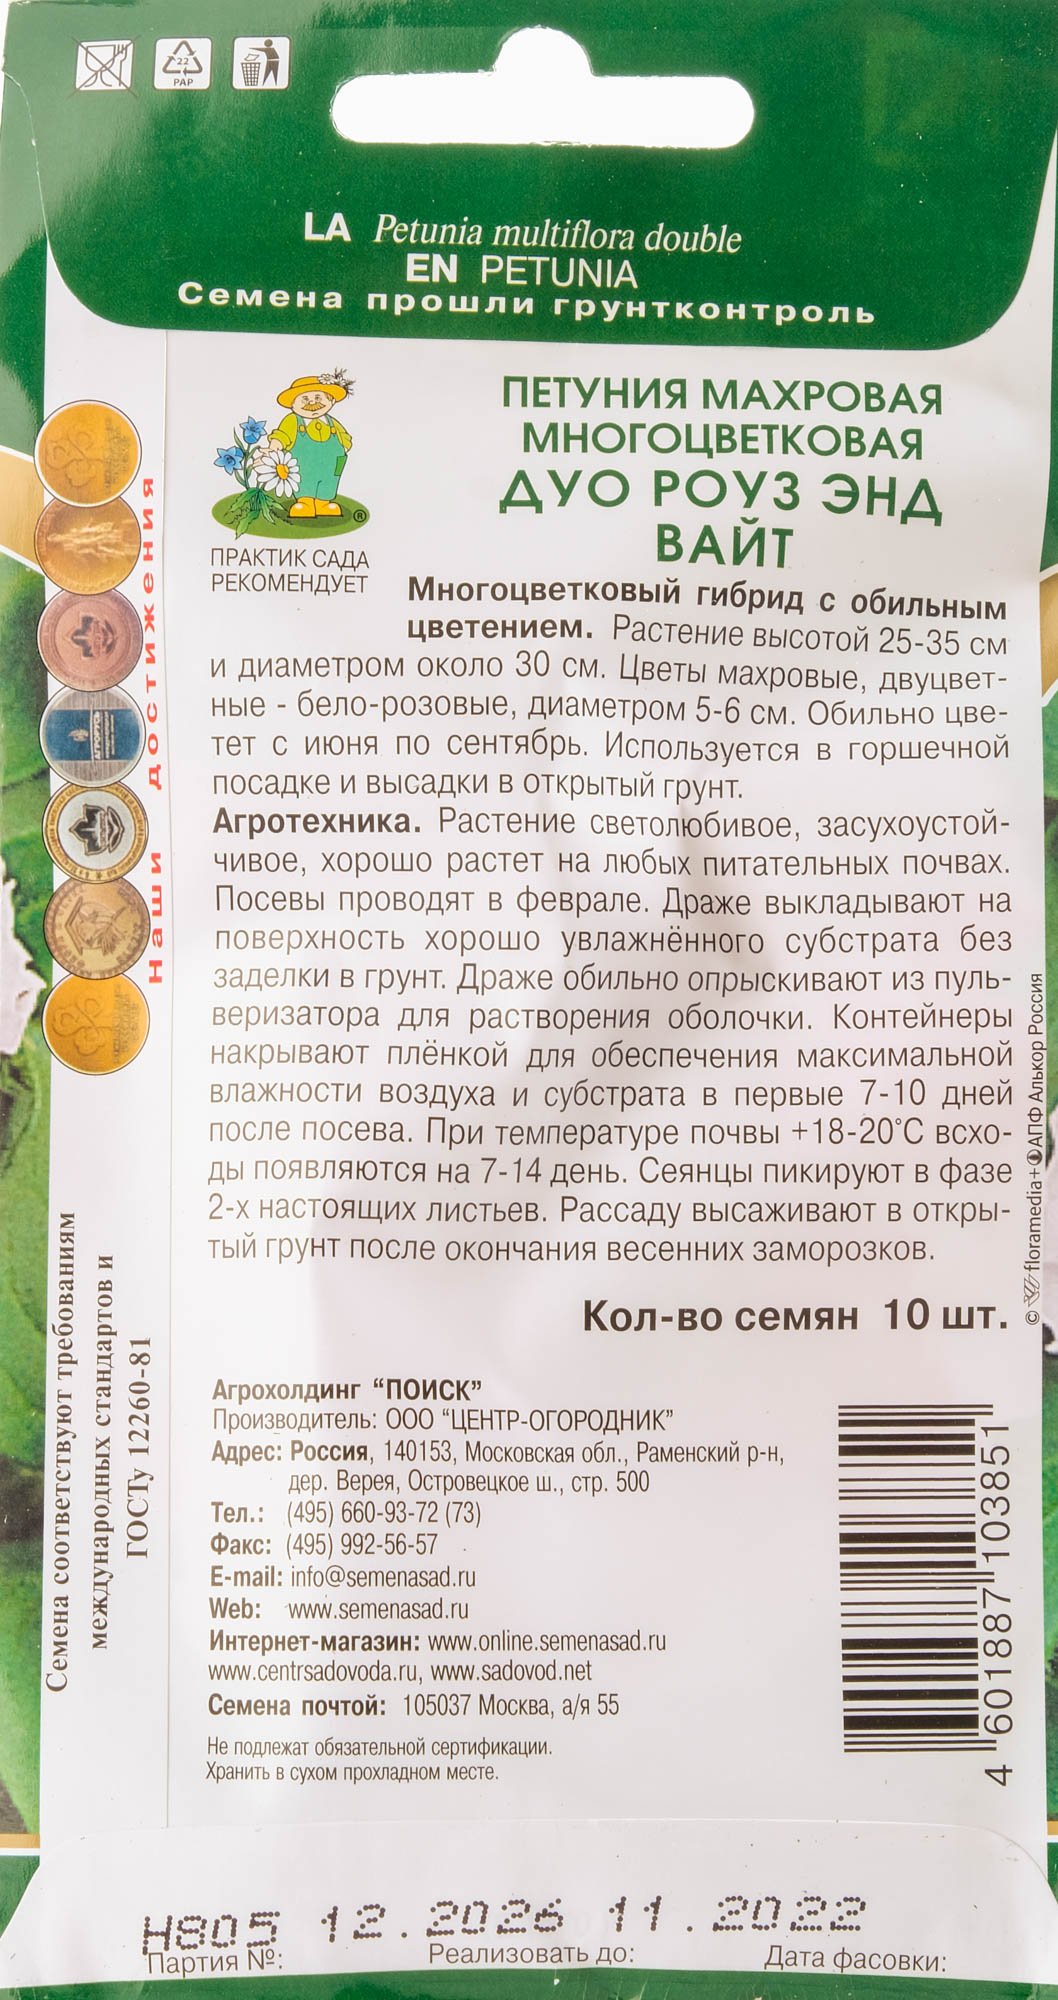 22
PAP
LA Petunia multiflora double
EN PETUNIA
Семена прошли грунтконтроль
ПЕТУНИЯ МАХРОВАЯ
МНОГОЦВЕТКОВАЯ
ДУО РОУЗ ЭНД
ВАЙТ
®
ПРАКТИК САДА
РЕКОМЕНДУЕТ
Многоцветковый гибрид с обильным
цветением. Растение высотой 25-35 см
и диаметром около 30 см. Цветы махровые, двуцвет-
ные - бело-розовые, диаметром 5-6 см. Обильно цве-
тет с июня по сентябрь. Используется в горшечной
посадке и высадки в открытый грунт.
Агротехника. Растение светолюбивое, засухоустой-
чивое, хорошо растет на любых питательных почвах.
Посевы проводят в феврале. Драже выкладывают на
поверхность хорошо увлажнённого субстрата без
заделки в грунт. Драже обильно опрыскивают из пуль-
веризатора для растворения оболочки. Контейнеры
накрывают плёнкой для обеспечения максимальной
влажности воздуха и субстрата в первые 7-10 дней
после посева. При температуре почвы +18-20°С всхо-
ды появляются на 7-14 день. Сеянцы пикируют в фазе
2-х настоящих листьев. Рассаду высаживают в откры-
тый грунт после окончания весенних заморозков.
Кол-во семян 10 шт.
Наши достижения
Семена соответствуют требованиям
международных стандартов и
ГОСТу 12260-81
© floramedia+ АПФ Алькор Россия
Агрохолдинг “ПОИСК”
Производитель: ООО “ЦЕНТР-ОГОРОДНИК”
Адрес: Россия, 140153, Московская обл., Раменский р-н,
дер. Верея, Островецкое ш., стр. 500
Тел.: (495) 660-93-72 (73)
Факс: (495) 992-56-57
E-mail: info@semenasad.ru
Web: www.semenasad.ru
Интернет-магазин: www.online.semenasad.ru
www.centrsadovoda.ru, www.sadovod.net
Семена почтой: 105037 Москва, а/я 55
Не подлежат обязательной сертификации.
Хранить в сухом прохладном месте.
4 601887 103851
Н805 12.2026 11.2022
Партия №: Реализовать до: Дата фасовки: